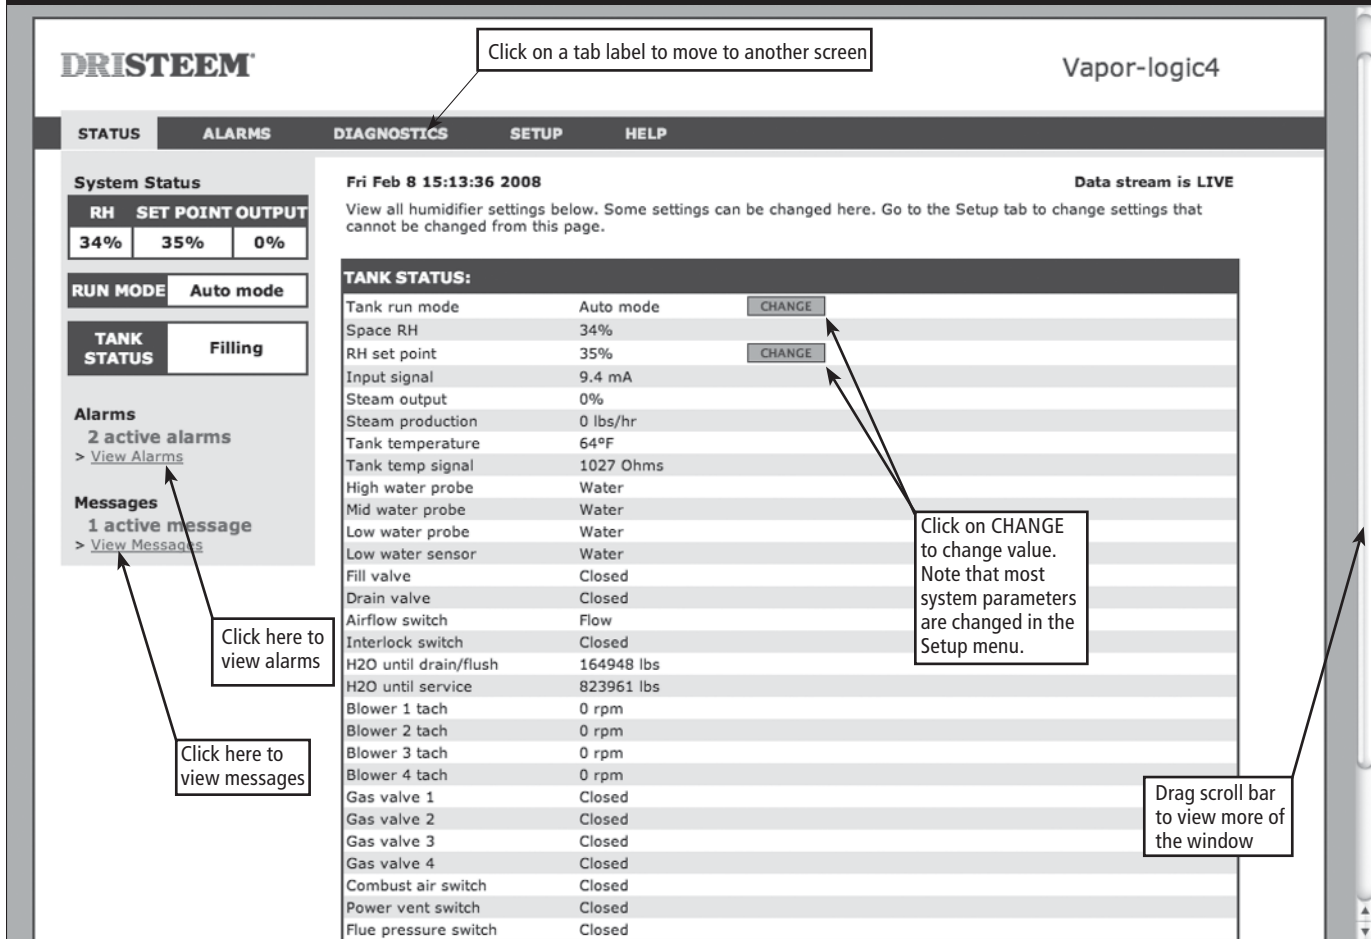 Click on a tab label to move to another screen
DRISTEEM®
Vapor-logic4
STATUS ALARMS DIAGNOSTICS SETUP HELP
System Status
RH SET POINT OUTPUT
34% 35% 0%
RUN MODE Auto mode
TANK STATUS Filling
Alarms
2 active alarms
> View Alarms
Messages
1 active message
> View Messages
Click here to
view alarms
Click here to
view messages
Fri Feb 8 15:13:36 2008 Data stream is LIVE
View all humidifier settings below. Some settings can be changed here. Go to the Setup tab to change settings that
cannot be changed from this page.
TANK STATUS:
Tank run mode Auto mode CHANGE
Space RH 34%
RH set point 35% CHANGE
Input signal 9.4 mA
Steam output 0%
Steam production 0 lbs/hr
Tank temperature 64ºF
Tank temp signal 1027 Ohms
High water probe Water
Mid water probe Water
Low water probe Water
Low water sensor Water
Fill valve Closed
Drain valve Closed
Airflow switch Flow
Interlock switch Closed
H2O until drain/flush 164948 lbs
H2O until service 823961 lbs
Blower 1 tach 0 rpm
Blower 2 tach 0 rpm
Blower 3 tach 0 rpm
Blower 4 tach 0 rpm
Gas valve 1 Closed
Gas valve 2 Closed
Gas valve 3 Closed
Gas valve 4 Closed
Combust air switch Closed
Power vent switch Closed
Flue pressure switch Closed
Click on CHANGE
to change value.
Note that most
system parameters
are changed in the
Setup menu.
Drag scroll bar
to view more of
the window